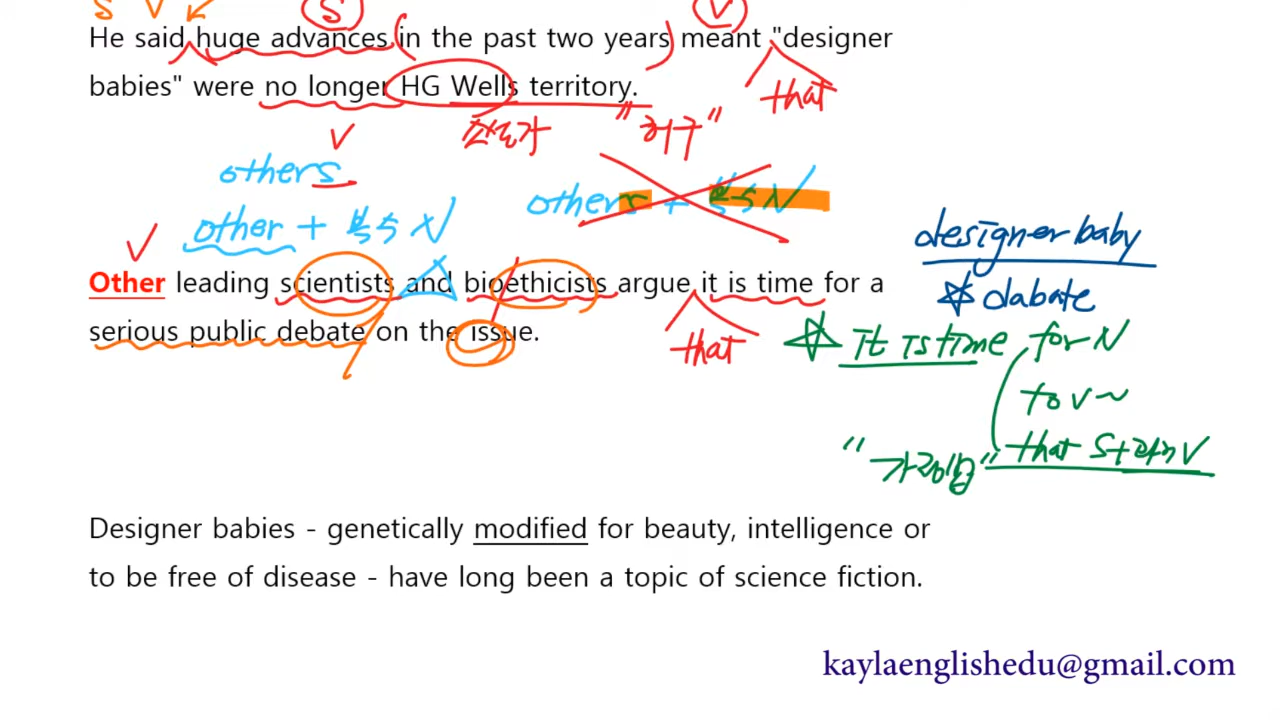 S V
S
V
He said huge advances (in the past two years) meant "designer
that
babies" were no longer HG Wells territory.
"허구"
others
others + 복수 N
other + 복수 N
designer baby
Other leading scientists and bioethicists argue it is time for a
☆ dabate
serious public debate on the issue.
that
☆ It Is time for N
to v ~
that S+과거V
"가정법"
Designer babies - genetically modified for beauty, intelligence or
to be free of disease - have long been a topic of science fiction.
kaylaenglishedu@gmail.com